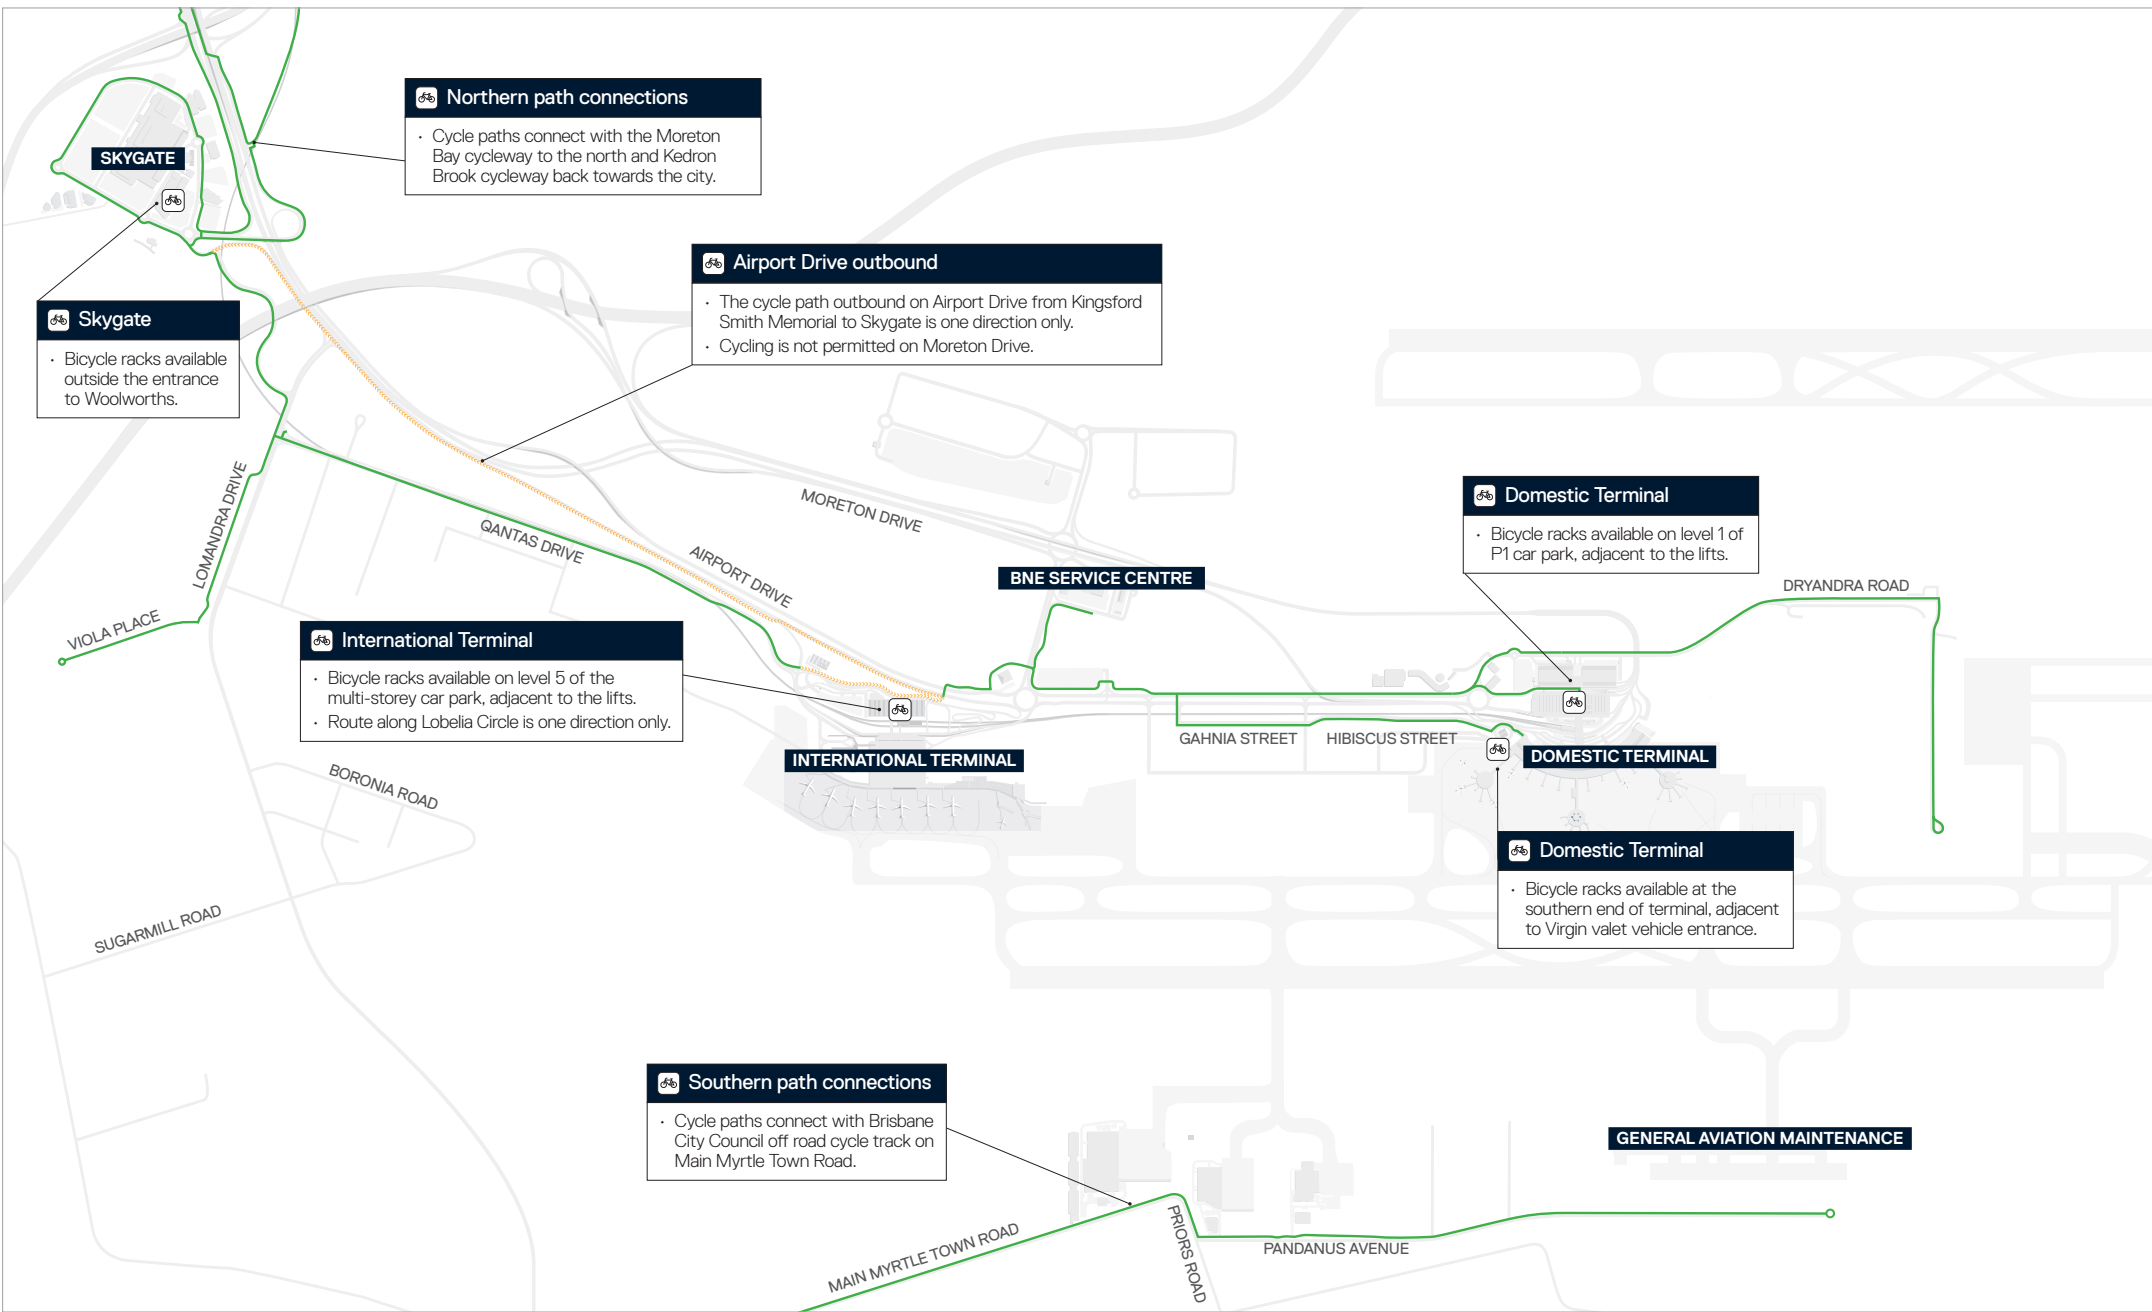 Northern path connections
· Cycle paths connect with the Moreton
Bay cycleway to the north and Kedron
Brook cycleway back towards the city.
SKYGATE
Airport Drive outbound
· The cycle path outbound on Airport Drive from Kingsford
Smith Memorial to Skygate is one direction only.
· Cycling is not permitted on Moreton Drive.
Skygate
· Bicycle racks available
outside the entrance
to Woolworths.
LOMANDRA DRIVE
VIOLA PLACE
QANTAS DRIVE
AIRPORT DRIVE
MORETON DRIVE
BNE SERVICE CENTRE
Domestic Terminal
· Bicycle racks available on level 1 of
P1 car park, adjacent to the lifts.
DRYANDRA ROAD
International Terminal
· Bicycle racks available on level 5 of the
multi-storey car park, adjacent to the lifts.
· Route along Lobelia Circle is one direction only.
INTERNATIONAL TERMINAL
GAHNIA STREET
HIBISCUS STREET
DOMESTIC TERMINAL
BORONIA ROAD
SUGARMILL ROAD
Domestic Terminal
· Bicycle racks available at the
southern end of terminal, adjacent
to Virgin valet vehicle entrance.
Southern path connections
· Cycle paths connect with Brisbane
City Council off road cycle track on
Main Myrtle Town Road.
GENERAL AVIATION MAINTENANCE
MAIN MYRTLE TOWN ROAD
PRIORS ROAD
PANDANUS AVENUE